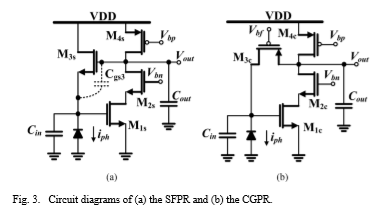 VDD
VDD
M4s
Vbp
M3s
Vout
Cgs3
Vbn
M2s
Cout
Cin
iph
M1s
(a)
Vbf
M4c
Vbp
M3c
Vout
Vbn
M2c
Cout
Cin
iph
M1c
(b)
Fig. 3. Circuit diagrams of (a) the SFPR and (b) the CGPR.